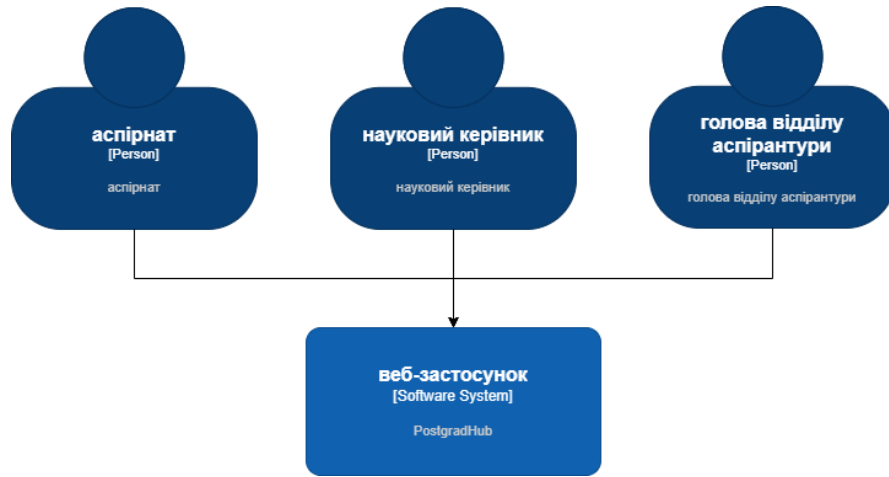 аспірнат
[Person]
аспірнат
науковий керівник
[Person]
науковий керівник
голова відділу
аспірантури
[Person]
голова відділу аспірантури
веб-застосунок
[Software System]
PostgradHub